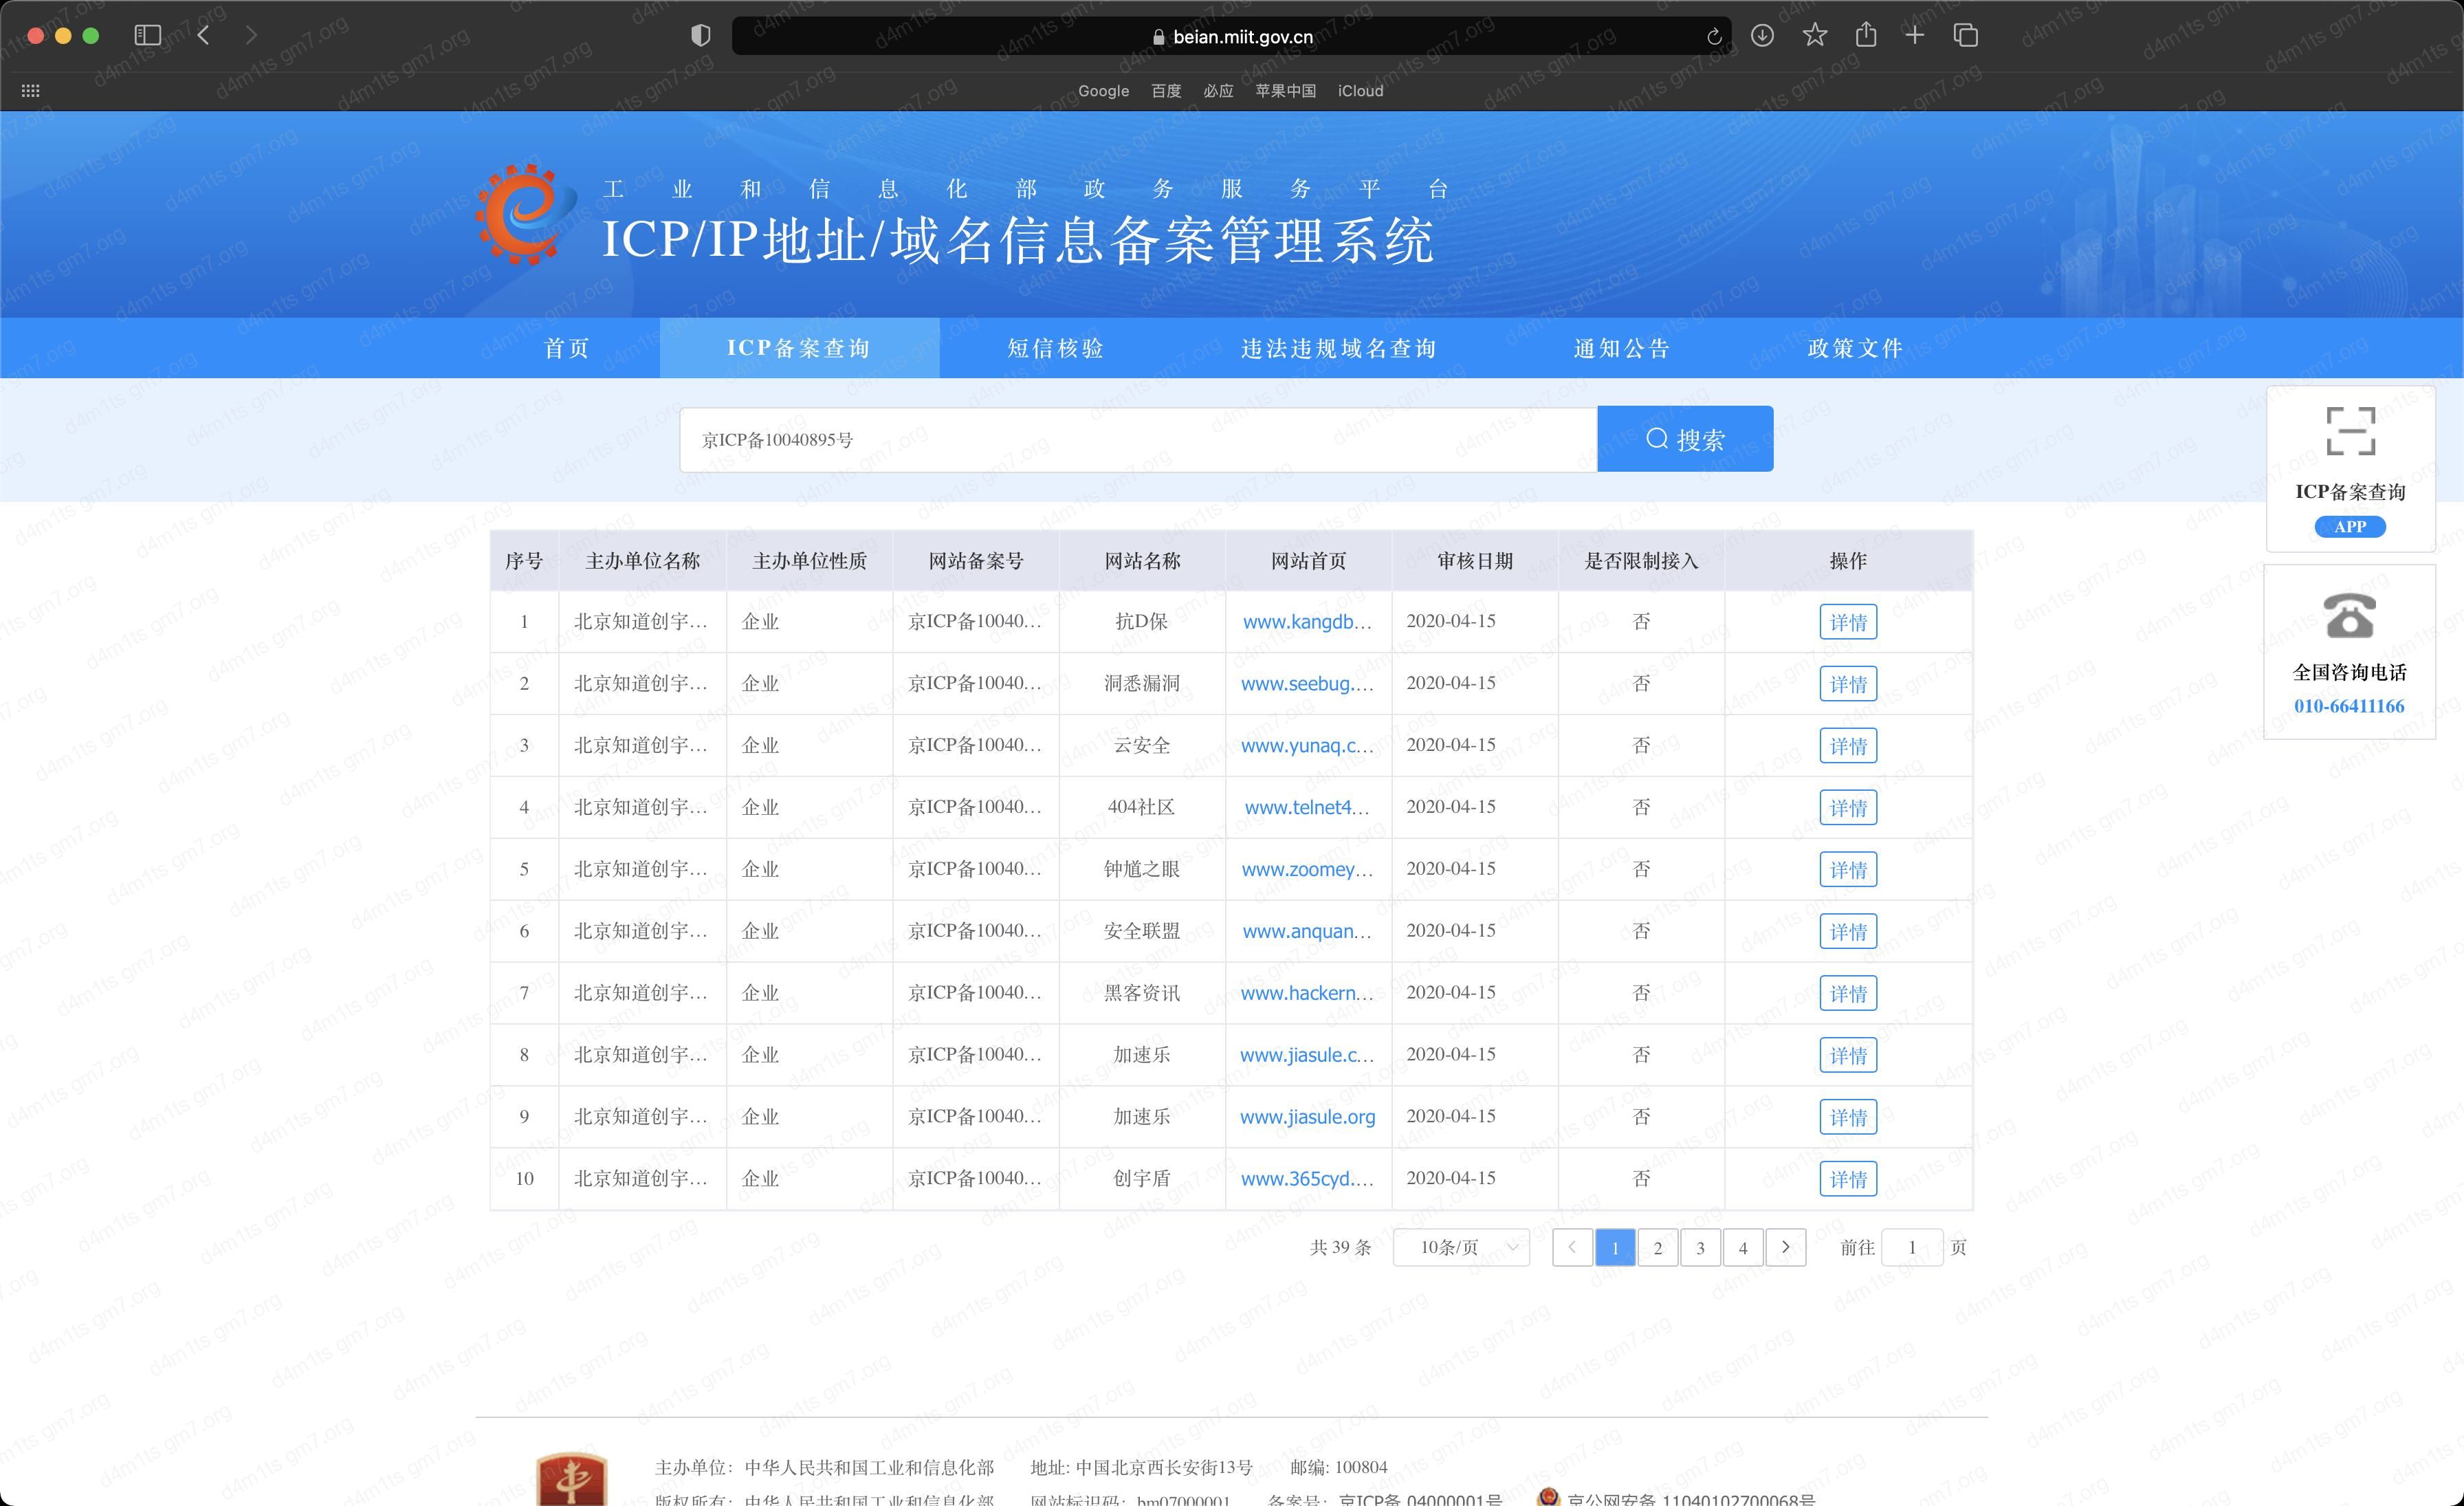 beian.miit.gov.cn
Google 百度 必应 苹果中国 iCloud
工业和信息化部政务服务平台
ICP/IP地址/域名信息备案管理系统
首页 ICP备案查询 短信核验 违法违规域名查询 通知公告 政策文件
京ICP备10040895号 搜索
ICP备案查询
APP
全国咨询电话
010-66411166
序号 主办单位名称 主办单位性质 网站备案号 网站名称 网站首页 审核日期 是否限制接入 操作
1 北京知道创宇... 企业 京ICP备10040... 抗D保 www.kangdb... 2020-04-15 否 详情
2 北京知道创宇... 企业 京ICP备10040... 洞悉漏洞 www.seebug.... 2020-04-15 否 详情
3 北京知道创宇... 企业 京ICP备10040... 云安全 www.yunaq.c... 2020-04-15 否 详情
4 北京知道创宇... 企业 京ICP备10040... 404社区 www.telnet4... 2020-04-15 否 详情
5 北京知道创宇... 企业 京ICP备10040... 钟馗之眼 www.zoomey... 2020-04-15 否 详情
6 北京知道创宇... 企业 京ICP备10040... 安全联盟 www.anquan... 2020-04-15 否 详情
7 北京知道创宇... 企业 京ICP备10040... 黑客资讯 www.hackern... 2020-04-15 否 详情
8 北京知道创宇... 企业 京ICP备10040... 加速乐 www.jiasule.c... 2020-04-15 否 详情
9 北京知道创宇... 企业 京ICP备10040... 加速乐 www.jiasule.org 2020-04-15 否 详情
10 北京知道创宇... 企业 京ICP备10040... 创宇盾 www.365cyd.... 2020-04-15 否 详情
共 39 条 10条/页 1 2 3 4 前往 1 页
主办单位：中华人民共和国工业和信息化部 地址: 中国北京西长安街13号 邮编: 100804
版权所有：中华人民共和国工业和信息化部 网站标识码：bm07000001 备案号：京ICP备 04000001号 京公网安备 11040102700068号
d4m1ts gm7.org